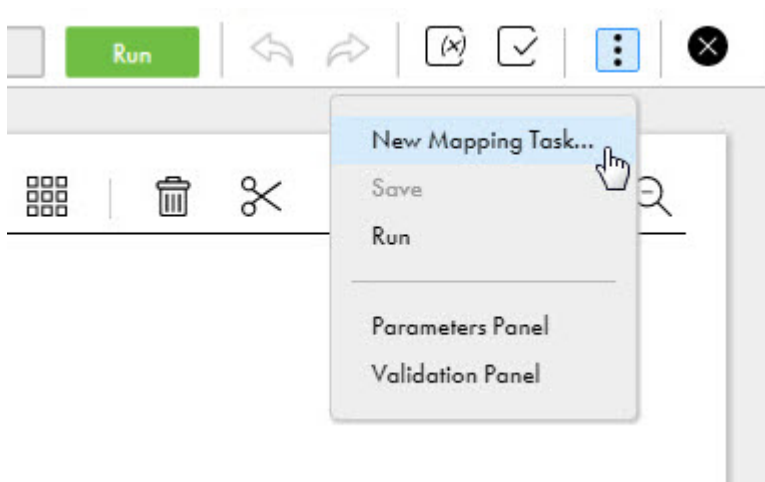 Run
(x)
New Mapping Task...
Save
Run
Parameters Panel
Validation Panel